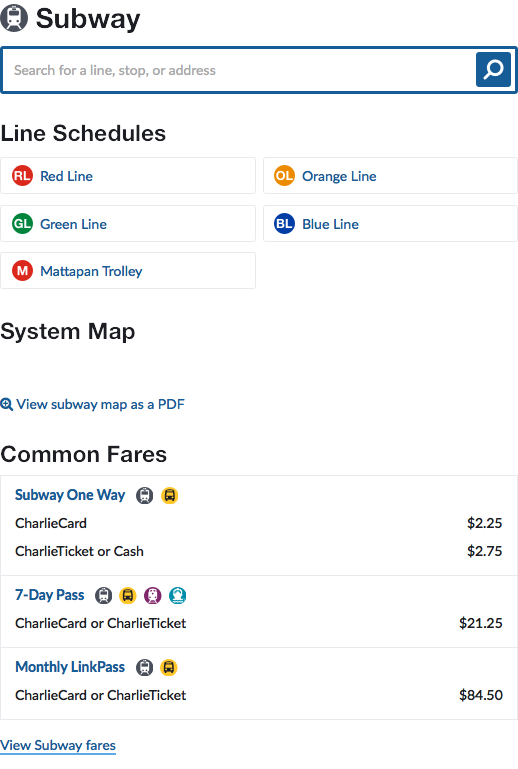 Subway
Search for a line, stop, or address
Line Schedules
RL Red Line
OL Orange Line
GL Green Line
BL Blue Line
M Mattapan Trolley
System Map
View subway map as a PDF
Common Fares
Subway One Way
CharlieCard $2.25
CharlieTicket or Cash $2.75
7-Day Pass
CharlieCard or CharlieTicket $21.25
Monthly LinkPass
CharlieCard or CharlieTicket $84.50
View Subway fares